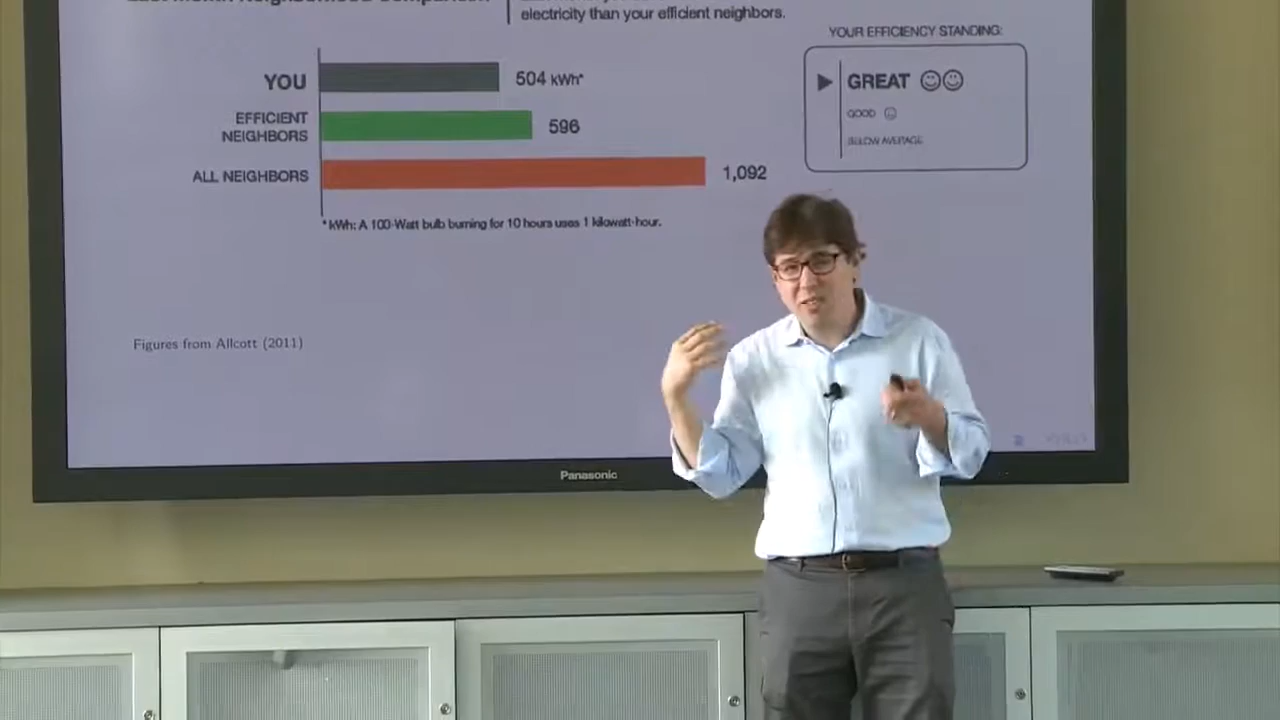 electricity than your efficient neighbors.
YOUR EFFICIENCY STANDING:
YOU
504 kWh*
GREAT
GOOD
BELOW AVERAGE
EFFICIENT
NEIGHBORS
596
ALL NEIGHBORS
1,092
* kWh: A 100-Watt bulb burning for 10 hours uses 1 kilowatt-hour.
Figures from Allcott (2011)
Panasonic